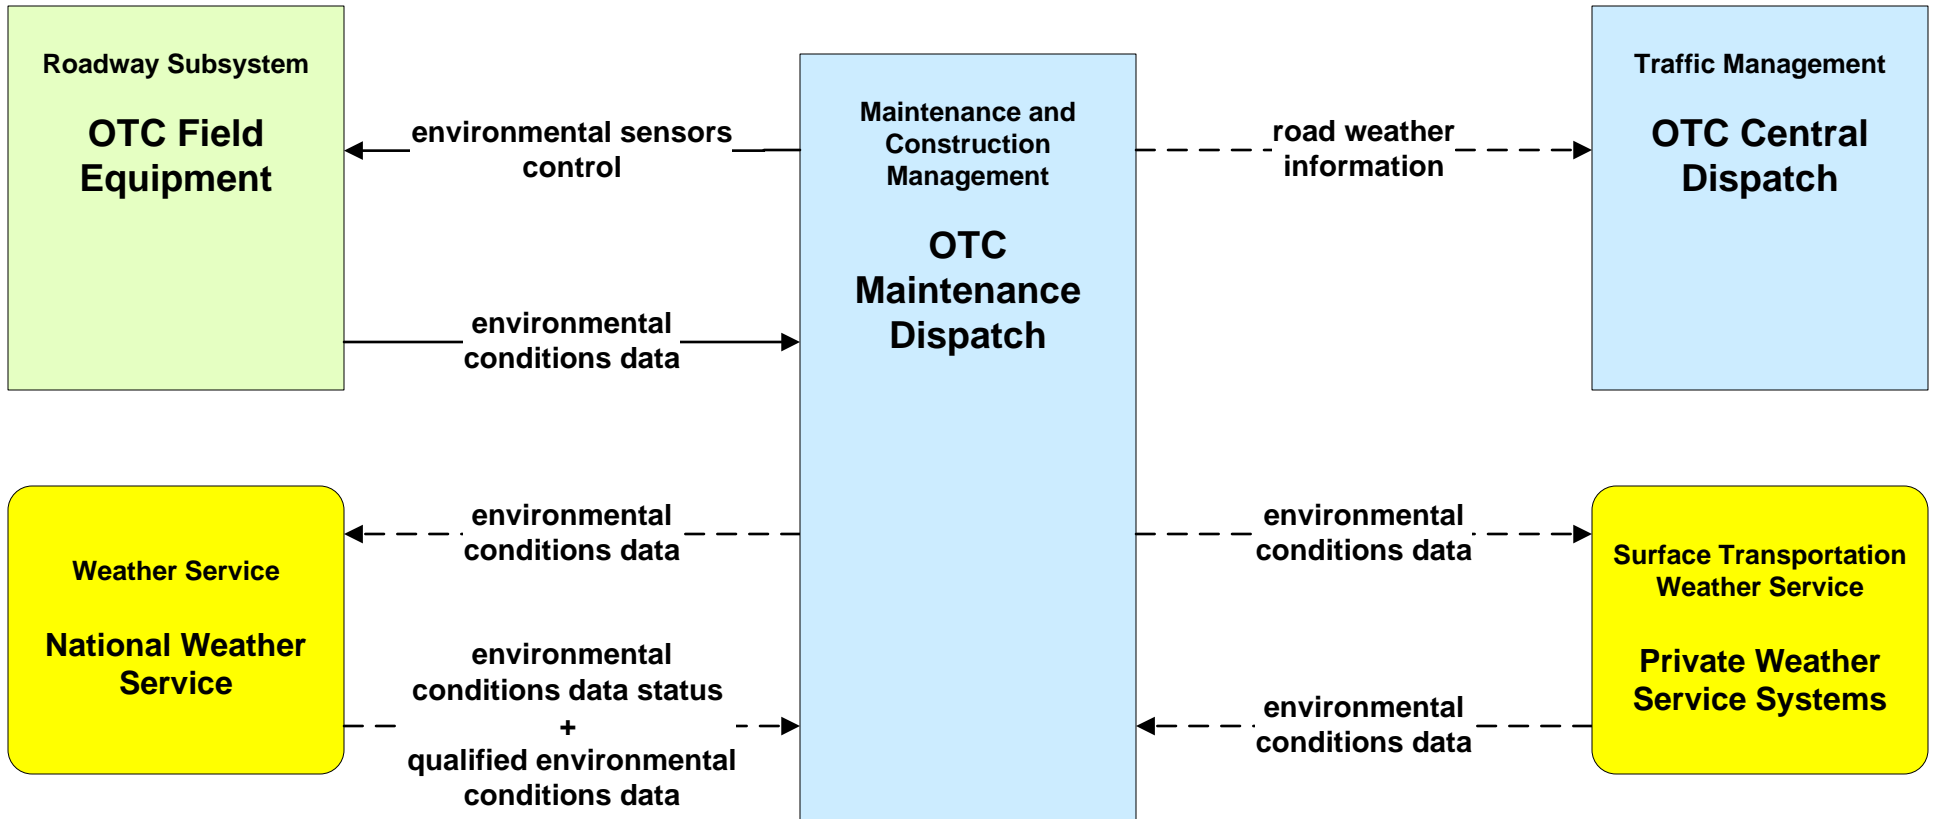 Roadway Subsystem
OTC Field
Equipment
environmental sensors
control
environmental
conditions data
Maintenance and
Construction
Management
OTC
Maintenance
Dispatch
road weather
information
Traffic Management
OTC Central
Dispatch
Weather Service
National Weather
Service
environmental
conditions data
environmental
conditions data status
+
qualified environmental
conditions data
environmental
conditions data
environmental
conditions data
Surface Transportation
Weather Service
Private Weather
Service Systems